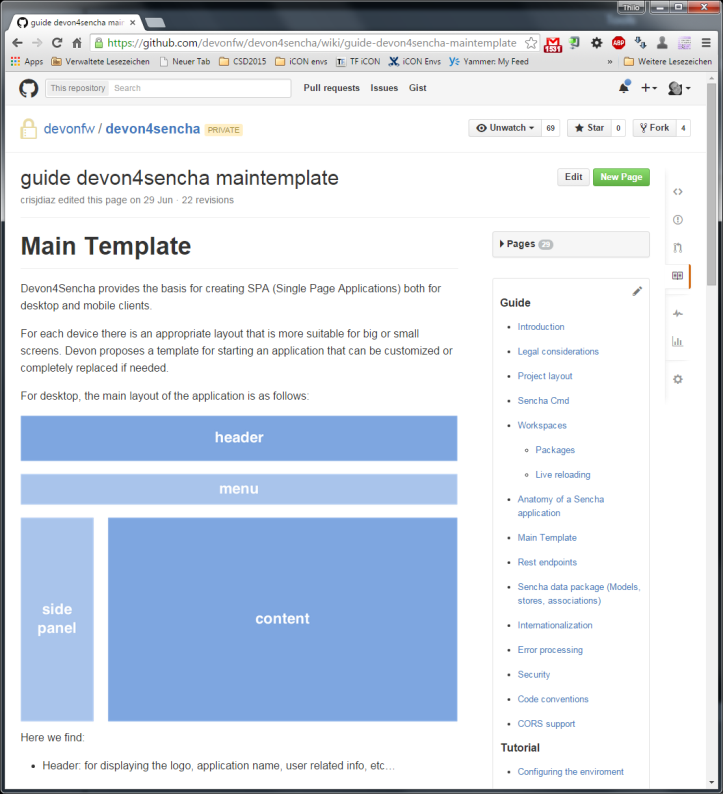 Thilo
guide devon4sencha mair
https://github.com/devonfw/devon4sencha/wiki/guide-devon4sencha-maintemplate
1531
ABP
Apps Verwaltete Lesezeichen Neuer Tab CSD2015 iCON envs TF iCON iCON Envs Yammer: My Feed » Weitere Lesezeichen
This repository Search Pull requests Issues Gist
devonfw / devon4sencha PRIVATE Unwatch 69 Star 0 Fork 4
guide devon4sencha maintemplate Edit New Page
crisjdiaz edited this page on 29 Jun · 22 revisions
Main Template
Devon4Sencha provides the basis for creating SPA (Single Page Applications) both for
desktop and mobile clients.
For each device there is an appropriate layout that is more suitable for big or small
screens. Devon proposes a template for starting an application that can be customized or
completely replaced if needed.
For desktop, the main layout of the application is as follows:
header
menu
side
panel
content
Here we find:
• Header: for displaying the logo, application name, user related info, etc…
Pages 29
Guide
Introduction
Legal considerations
Project layout
Sencha Cmd
Workspaces
Packages
Live reloading
Anatomy of a Sencha
application
Main Template
Rest endpoints
Sencha data package (Models,
stores, associations)
Internationalization
Error processing
Security
Code conventions
CORS support
Tutorial
Configuring the enviroment